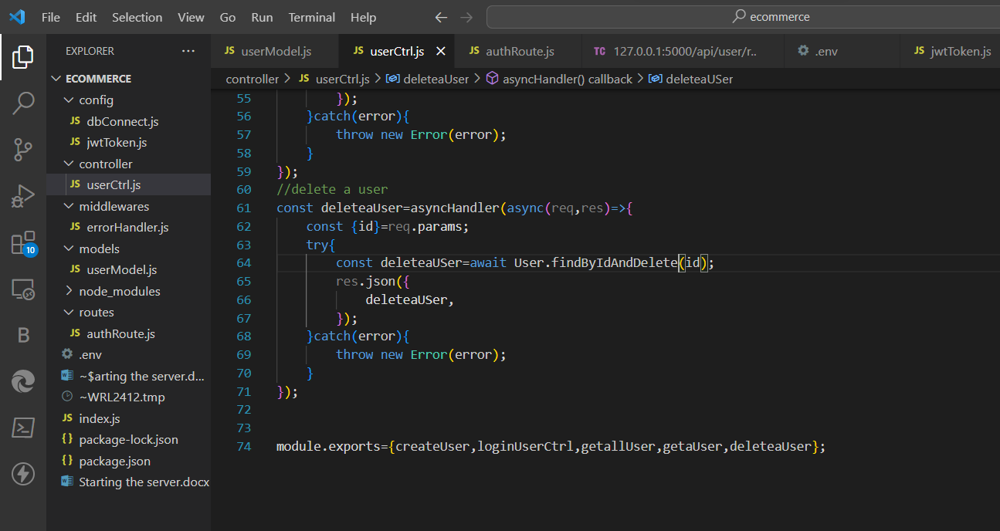 File Edit Selection View Go Run Terminal Help ecommerce
EXPLORER ...
JS userModel.js JS userCtrl.js JS authRoute.js TC 127.0.0.1:5000/api/user/r.. .env JS jwtToken.js
controller > JS userCtrl.js > deleteaUser > asyncHandler() callback > deleteaUSer
ECOMMERCE
config
JS dbConnect.js
JS jwtToken.js
controller
JS userCtrl.js
middlewares
JS errorHandler.js
models
JS userModel.js
node_modules
routes
JS authRoute.js
.env
~$arting the server.d...
~WRL2412.tmp
JS index.js
{} package-lock.json
{} package.json
Starting the server.docx
10
B
55 });
56 }catch(error){
57 throw new Error(error);
58 }
59 });
60 //delete a user
61 const deleteaUser=asyncHandler(async(req,res)=>{
62 const {id}=req.params;
63 try{
64 const deleteaUSer=await User.findByIdAndDelete(id);
65 res.json({
66 deleteaUSer,
67 });
68 }catch(error){
69 throw new Error(error);
70 }
71 });
72
73
74 module.exports={createUser,loginUserCtrl,getallUser,getaUser,deleteaUser};